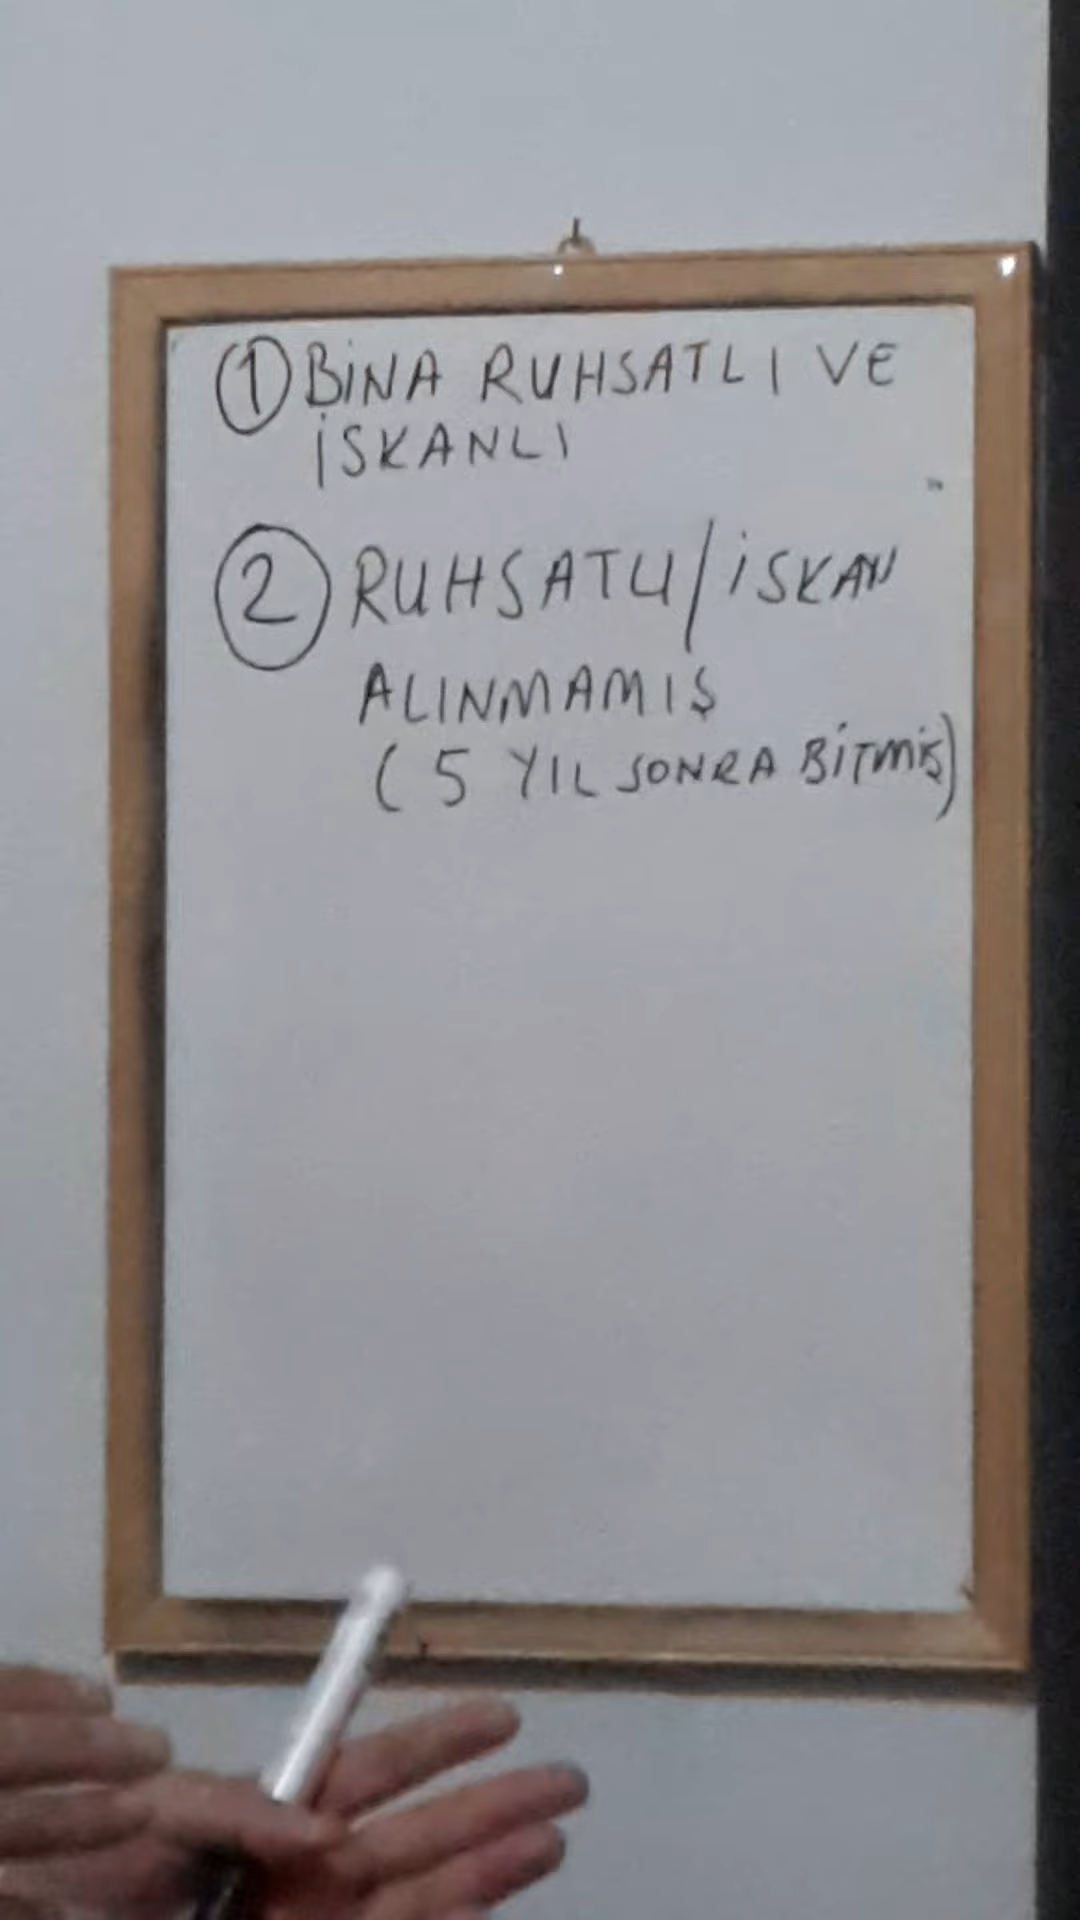 ① BİNA RUHSATLI VE
İSKANLI
② RUHSATLI/İSKAN
ALINMAMIŞ
( 5 YIL SONRA BİTMİŞ)